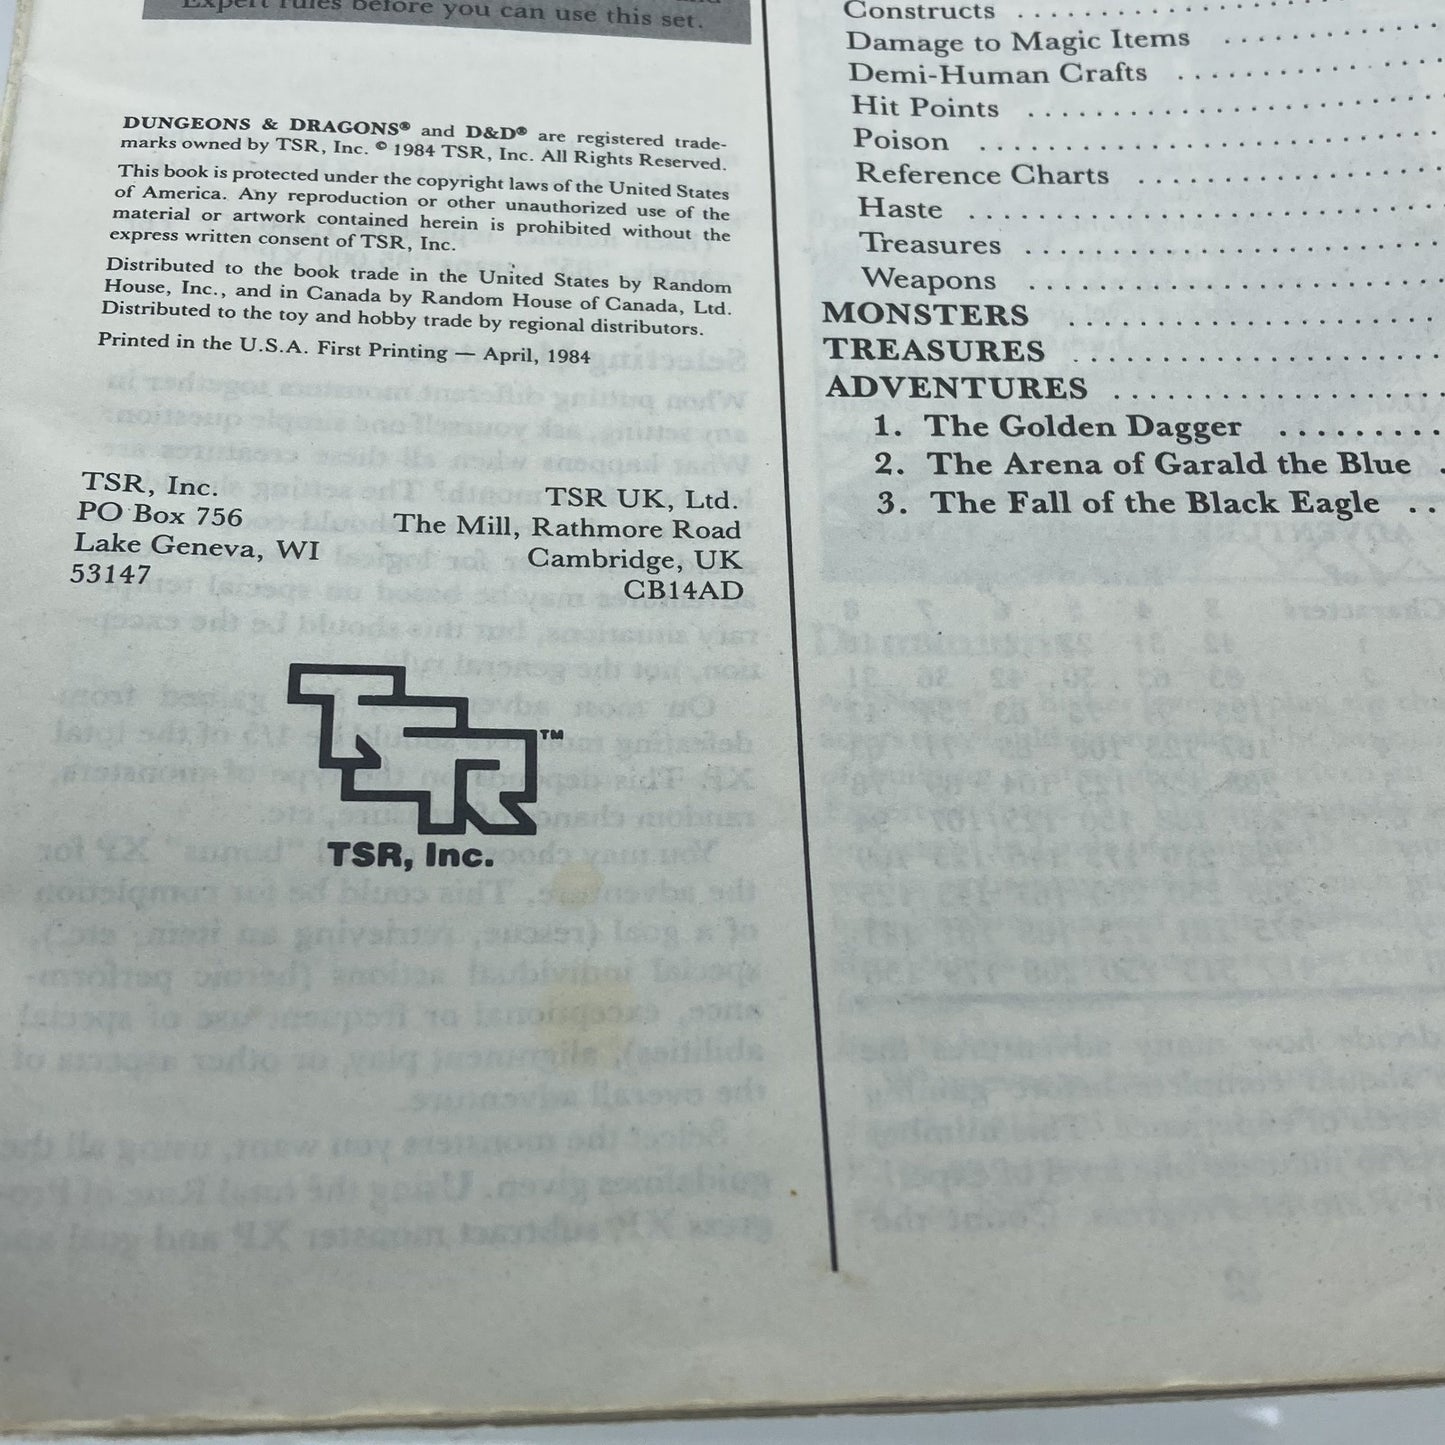 Expert rules before you can use this set.
DUNGEONS & DRAGONS® and D&D® are registered trade-
marks owned by TSR, Inc. © 1984 TSR, Inc. All Rights Reserved.
This book is protected under the copyright laws of the United States
of America. Any reproduction or other unauthorized use of the
material or artwork contained herein is prohibited without the
express written consent of TSR, Inc.
Distributed to the book trade in the United States by Random
House, Inc., and in Canada by Random House of Canada, Ltd.
Distributed to the toy and hobby trade by regional distributors.
Printed in the U.S.A. First Printing — April, 1984
TSR, Inc.
PO Box 756
Lake Geneva, WI
53147
TSR UK, Ltd.
The Mill, Rathmore Road
Cambridge, UK
CB14AD
TSR™
TSR, Inc.
Constructs
Damage to Magic Items
Demi-Human Crafts
Hit Points
Poison
Reference Charts
Haste
Treasures
Weapons
MONSTERS
TREASURES
ADVENTURES
1. The Golden Dagger
2. The Arena of Garald the Blue
3. The Fall of the Black Eagle